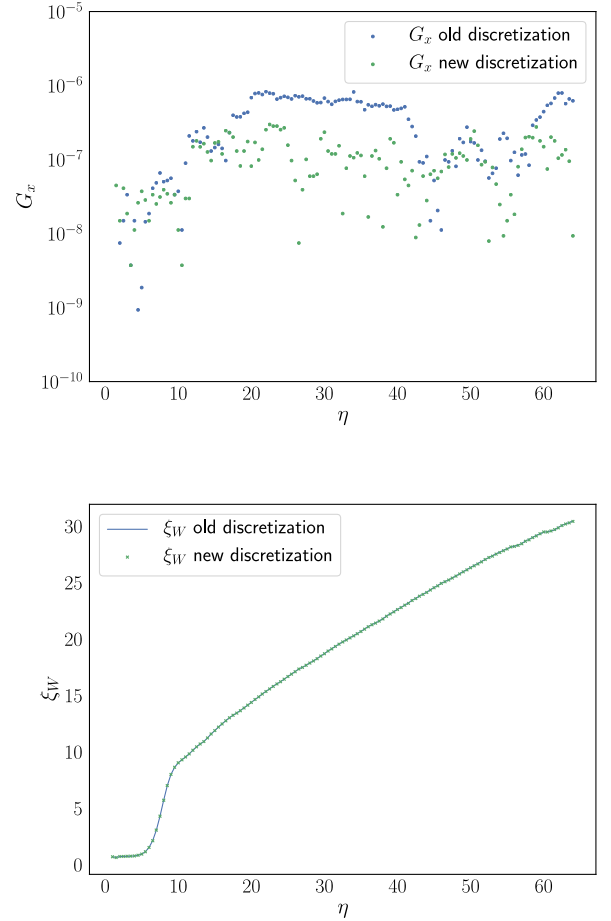 10⁻⁵
G_x old discretization
G_x new discretization
10⁻⁶
10⁻⁷
G_x
10⁻⁸
10⁻⁹
10⁻¹⁰
0 10 20 30 40 50 60
η
ξ_W old discretization
ξ_W new discretization
30
25
20
15
ξ_W
10
5
0
0 10 20 30 40 50 60
η